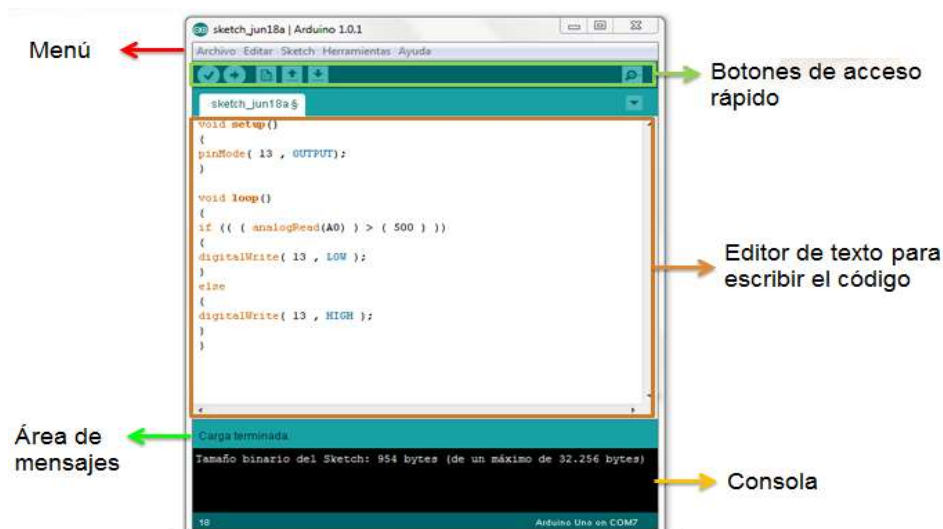 sketch_jun18a | Arduino 1.0.1
Menú
Archivo Editar Sketch Herramientas Ayuda
Botones de acceso
rápido
sketch_jun18a §
void setup()
{
pinMode( 13 , OUTPUT);
}
void loop()
{
if (( ( analogRead(A0) ) > ( 500 ) ))
{
digitalWrite( 13 , LOW );
}
else
{
digitalWrite( 13 , HIGH );
}
}
Editor de texto para
escribir el código
Área de
mensajes
Carga terminada.
Tamaño binario del Sketch: 954 bytes (de un máximo de 32.256 bytes)
Consola
18
Arduino Uno on COM7